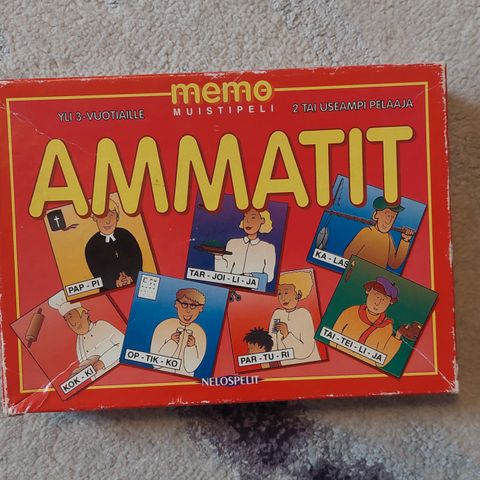 memo
MUISTIPELI
YLI 3-VUOTIAILLE
2 TAI USEAMPI PELAAJA
AMMATIT
PAP - PI
TAR - JOI - LI - JA
KA - LAS
KOK - KI
OP - TIK - KO
PAR - TU - RI
TAI - TEI - LI - JA
NELOSPELIT